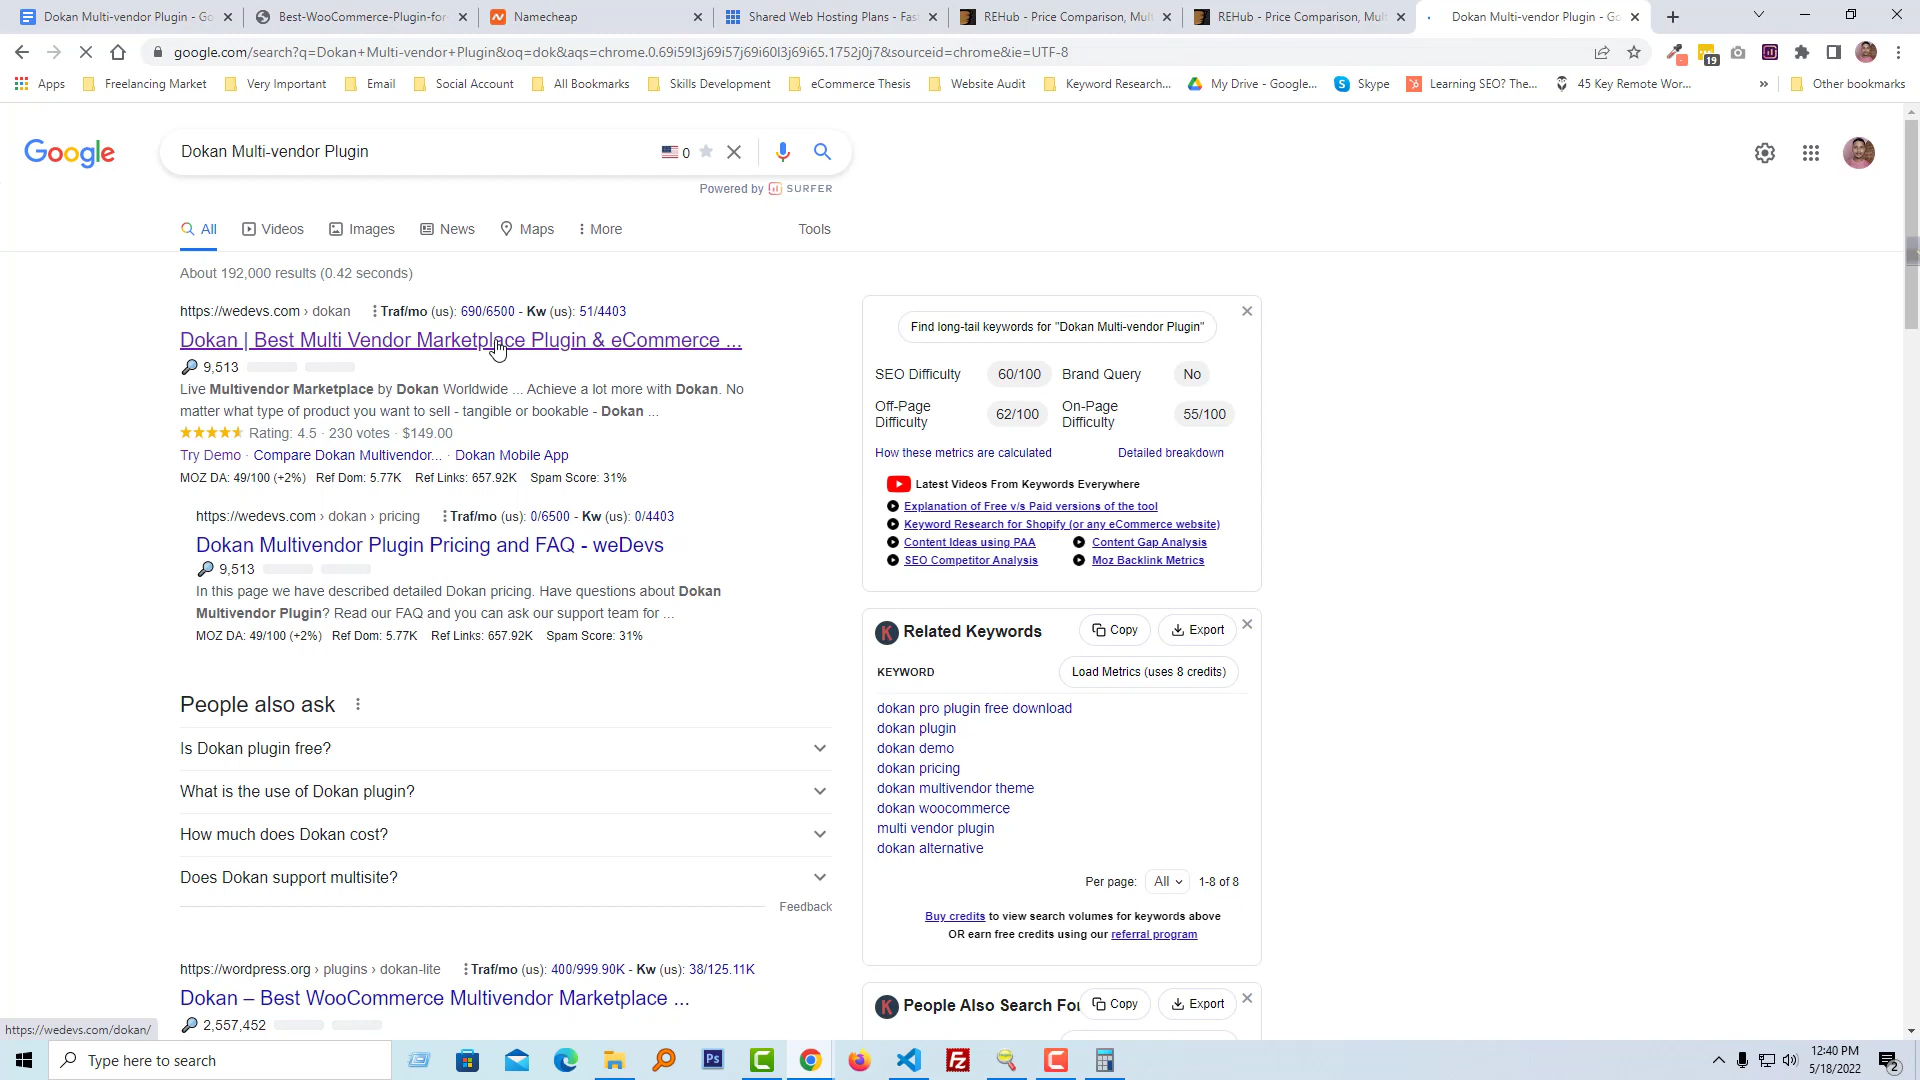 Dokan Multi-vendor Plugin - Go
Best-WooCommerce-Plugin-for-
Namecheap
Shared Web Hosting Plans - Fast
REHub - Price Comparison, Mult
REHub - Price Comparison, Mult
Dokan Multi-vendor Plugin - Go
google.com/search?q=Dokan+Multi-vendor+Plugin&oq=dok&aqs=chrome.0.69i59l3j69i57j69i60l3j69i65.1752j0j7&sourceid=chrome&ie=UTF-8
19
Apps
Freelancing Market
Very Important
Email
Social Account
All Bookmarks
Skills Development
eCommerce Thesis
Website Audit
Keyword Research...
My Drive - Google...
Skype
Learning SEO? The...
45 Key Remote Wor...
»
Other bookmarks
Google
Dokan Multi-vendor Plugin
0
Powered by SURFER
All
Videos
Images
News
Maps
More
Tools
About 192,000 results (0.42 seconds)
https://wedevs.com › dokan
Traf/mo (us): 690/6500 - Kw (us): 51/4403
Dokan | Best Multi Vendor Marketplace Plugin & eCommerce ...
9,513
Live Multivendor Marketplace by Dokan Worldwide ... Achieve a lot more with Dokan. No
matter what type of product you want to sell - tangible or bookable - Dokan ...
Rating: 4.5 · 230 votes · $149.00
Try Demo · Compare Dokan Multivendor... · Dokan Mobile App
MOZ DA: 49/100 (+2%) Ref Dom: 5.77K Ref Links: 657.92K Spam Score: 31%
https://wedevs.com › dokan › pricing
Traf/mo (us): 0/6500 - Kw (us): 0/4403
Dokan Multivendor Plugin Pricing and FAQ - weDevs
9,513
In this page we have described detailed Dokan pricing. Have questions about Dokan
Multivendor Plugin? Read our FAQ and you can ask our support team for ...
MOZ DA: 49/100 (+2%) Ref Dom: 5.77K Ref Links: 657.92K Spam Score: 31%
People also ask
Is Dokan plugin free?
What is the use of Dokan plugin?
How much does Dokan cost?
Does Dokan support multisite?
Feedback
https://wordpress.org › plugins › dokan-lite
Traf/mo (us): 400/999.90K - Kw (us): 38/125.11K
Dokan – Best WooCommerce Multivendor Marketplace ...
2,557,452
https://wedevs.com/dokan/
Find long-tail keywords for "Dokan Multi-vendor Plugin"
SEO Difficulty
60/100
Brand Query
No
Off-Page
Difficulty
62/100
On-Page
Difficulty
55/100
How these metrics are calculated
Detailed breakdown
Latest Videos From Keywords Everywhere
Explanation of Free v/s Paid versions of the tool
Keyword Research for Shopify (or any eCommerce website)
Content Ideas using PAA
Content Gap Analysis
SEO Competitor Analysis
Moz Backlink Metrics
K
Related Keywords
Copy
Export
KEYWORD
Load Metrics (uses 8 credits)
dokan pro plugin free download
dokan plugin
dokan demo
dokan pricing
dokan multivendor theme
dokan woocommerce
multi vendor plugin
dokan alternative
Per page:
All
1-8 of 8
Buy credits to view search volumes for keywords above
OR earn free credits using our referral program
K
People Also Search Fo
Copy
Export
Type here to search
Ps
12:40 PM
5/18/2022
2